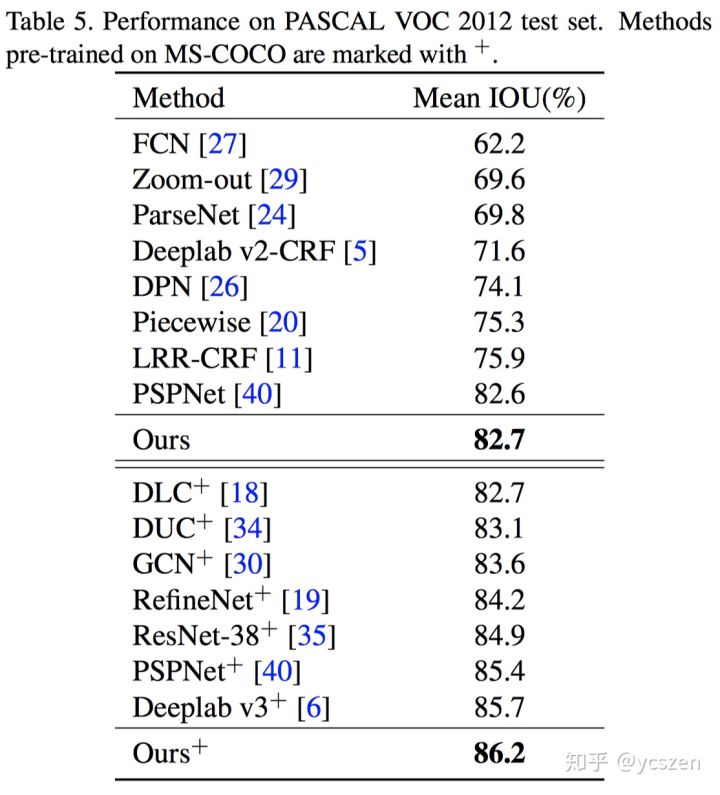 Table 5. Performance on PASCAL VOC 2012 test set. Methods
pre-trained on MS-COCO are marked with +.
Method Mean IOU(%)
FCN [27] 62.2
Zoom-out [29] 69.6
ParseNet [24] 69.8
Deeplab v2-CRF [5] 71.6
DPN [26] 74.1
Piecewise [20] 75.3
LRR-CRF [11] 75.9
PSPNet [40] 82.6
Ours 82.7
DLC+ [18] 82.7
DUC+ [34] 83.1
GCN+ [30] 83.6
RefineNet+ [19] 84.2
ResNet-38+ [35] 84.9
PSPNet+ [40] 85.4
Deeplab v3+ [6] 85.7
Ours+ 86.2
知乎 @ycszen